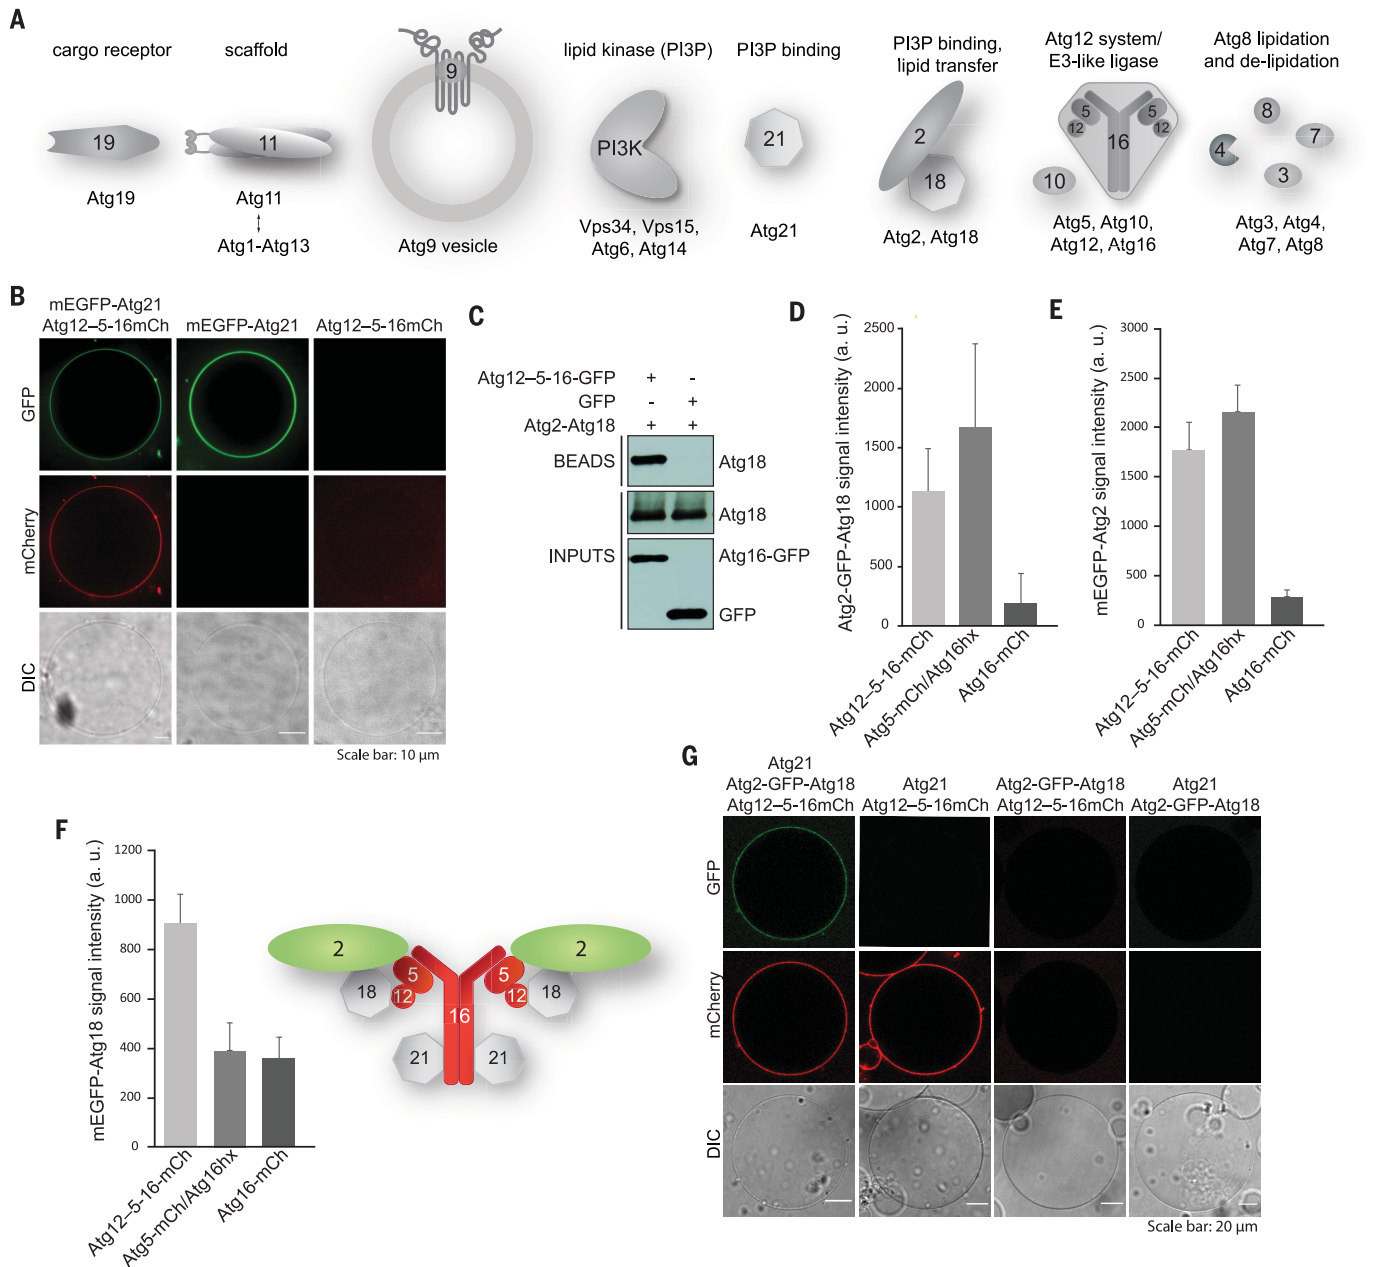 A
cargo receptor
scaffold
lipid kinase (PI3P)
PI3P binding
PI3P binding,
lipid transfer
Atg12 system/
E3-like ligase
Atg8 lipidation
and de-lipidation
19
11
9
PI3K
21
2
18
5
5
12
12
16
10
8
7
4
3
Atg19
Atg11
Atg1-Atg13
Atg9 vesicle
Vps34, Vps15,
Atg6, Atg14
Atg21
Atg2, Atg18
Atg5, Atg10,
Atg12, Atg16
Atg3, Atg4,
Atg7, Atg8
B
mEGFP-Atg21
Atg12–5-16mCh
mEGFP-Atg21
Atg12–5-16mCh
GFP
mCherry
DIC
Scale bar: 10 µm
C
Atg12–5-16-GFP + -
GFP - +
Atg2-Atg18 + +
BEADS
Atg18
INPUTS
Atg18
Atg16-GFP
GFP
D
Atg2-GFP-Atg18 signal intensity (a. u.)
2500
2000
1500
1000
500
0
Atg12–5-16-mCh
Atg5-mCh/Atg16hx
Atg16-mCh
E
mEGFP-Atg2 signal intensity (a. u.)
3000
2500
2000
1500
1000
500
0
Atg12–5-16-mCh
Atg5-mCh/Atg16hx
Atg16-mCh
F
mEGFP-Atg18 signal intensity (a. u.)
1200
1000
800
600
400
200
0
Atg12–5-16-mCh
Atg5-mCh/Atg16hx
Atg16-mCh
2
2
5
5
18
12
12
18
16
21
21
G
Atg21
Atg2-GFP-Atg18
Atg12–5-16mCh
Atg21
Atg12–5-16mCh
Atg2-GFP-Atg18
Atg12–5-16mCh
Atg21
Atg2-GFP-Atg18
GFP
mCherry
DIC
Scale bar: 20 µm